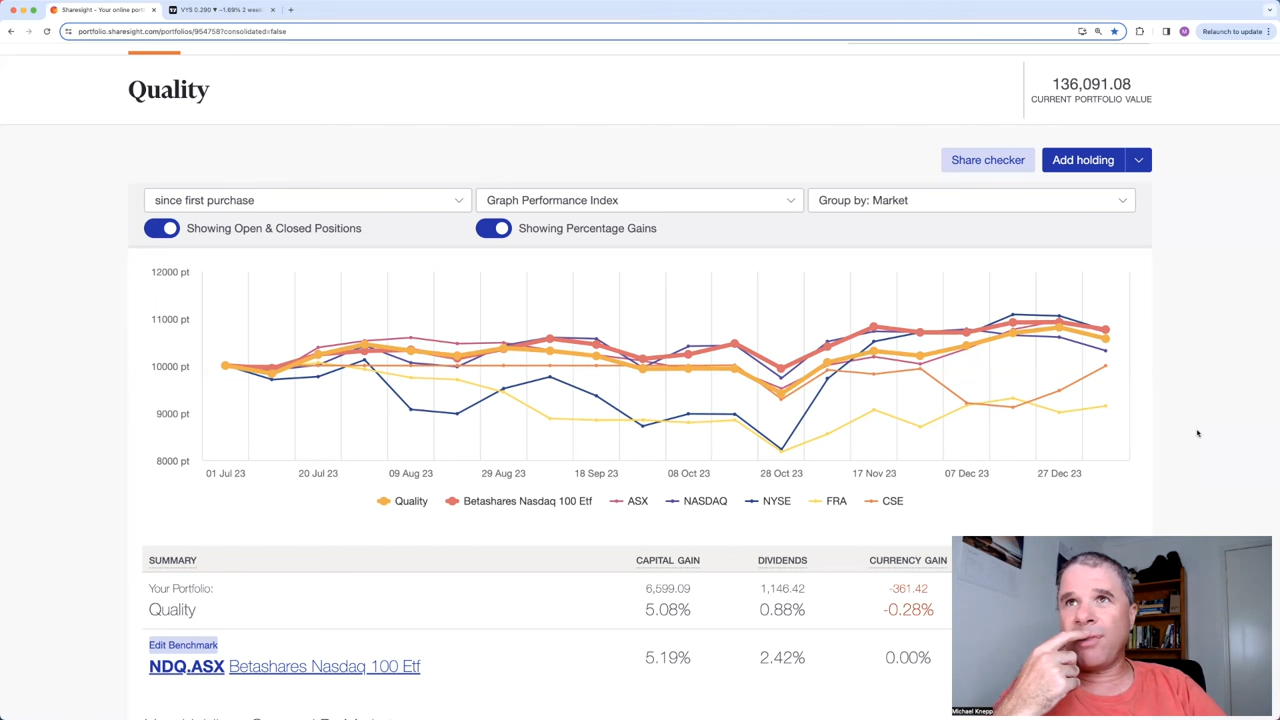 Sharesight - Your online port
VYS 0.290 ▼ −1.69% 2 week
portfolio.sharesight.com/portfolios/954758?consolidated=false
Relaunch to update
Quality
136,091.08
CURRENT PORTFOLIO VALUE
Share checker
Add holding
since first purchase
Graph Performance Index
Group by: Market
Showing Open & Closed Positions
Showing Percentage Gains
12000 pt
11000 pt
10000 pt
9000 pt
8000 pt
01 Jul 23
20 Jul 23
09 Aug 23
29 Aug 23
18 Sep 23
08 Oct 23
28 Oct 23
17 Nov 23
07 Dec 23
27 Dec 23
Quality
Betashares Nasdaq 100 Etf
ASX
NASDAQ
NYSE
FRA
CSE
SUMMARY
CAPITAL GAIN
DIVIDENDS
CURRENCY GAIN
Your Portfolio:
6,599.09
1,146.42
-361.42
Quality
5.08%
0.88%
-0.28%
Edit Benchmark
NDQ.ASX Betashares Nasdaq 100 Etf
5.19%
2.42%
0.00%
Michael Knepp